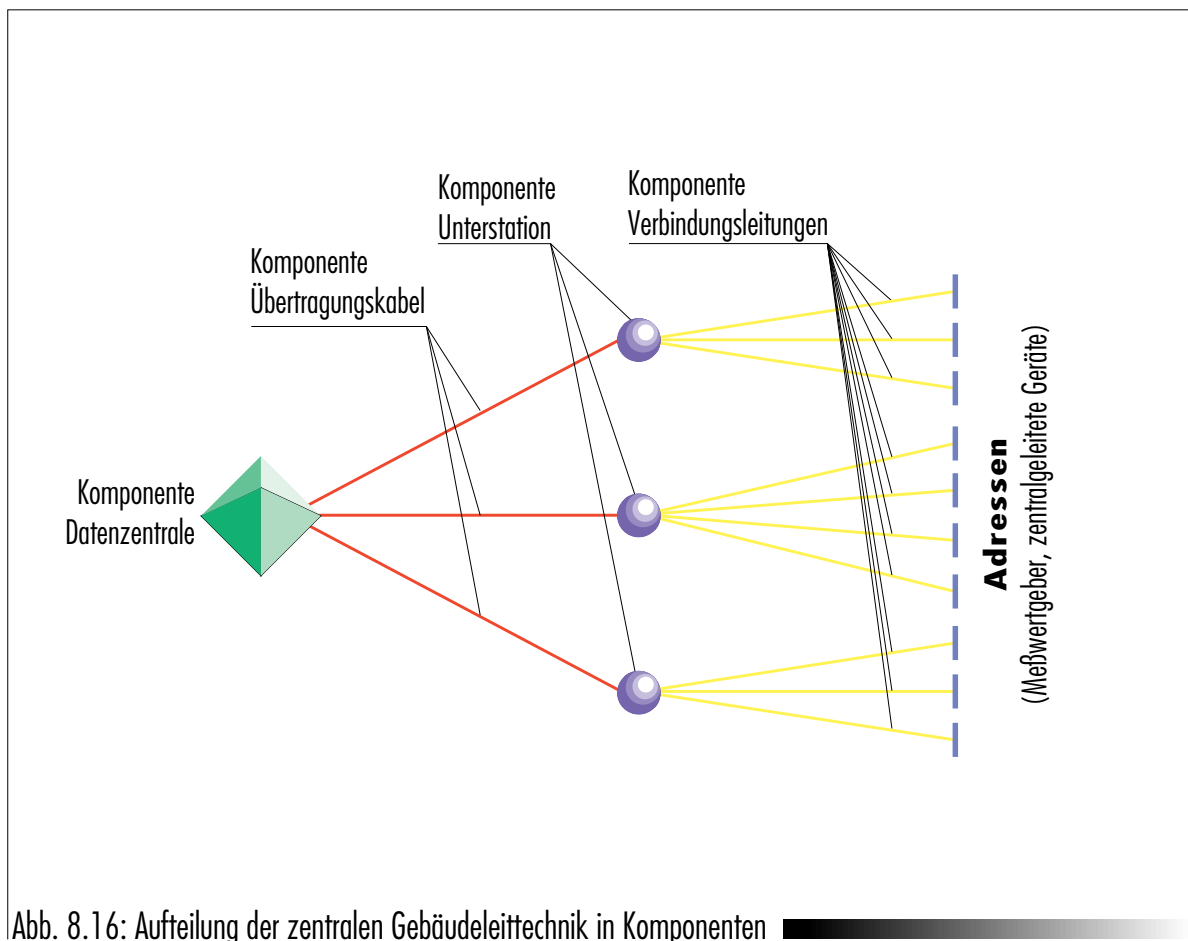 Komponente
Unterstation
Komponente
Verbindungsleitungen
Komponente
Übertragungskabel
Komponente
Datenzentrale
Adressen
(Meßwertgeber, zentralgeleitete Geräte)
Abb. 8.16: Aufteilung der zentralen Gebäudeleittechnik in Komponenten